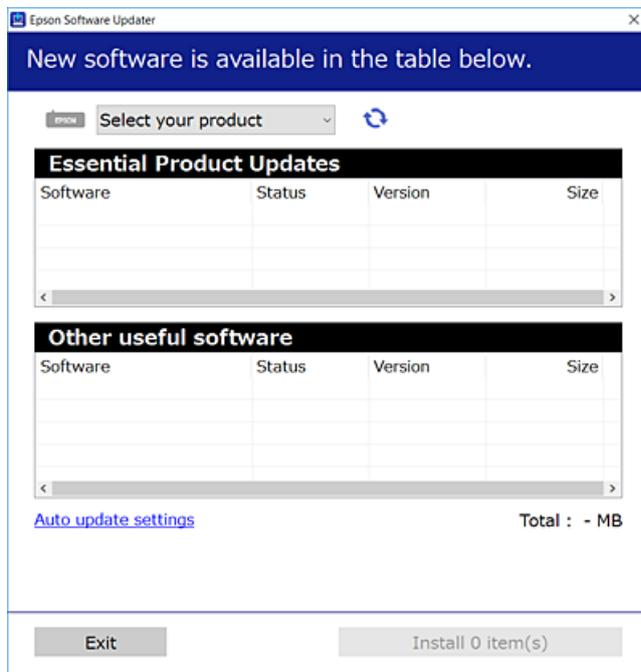 Epson Software Updater
New software is available in the table below.
EPSON Select your product
Essential Product Updates
Software Status Version Size
Other useful software
Software Status Version Size
Auto update settings Total : - MB
Exit Install 0 item(s)